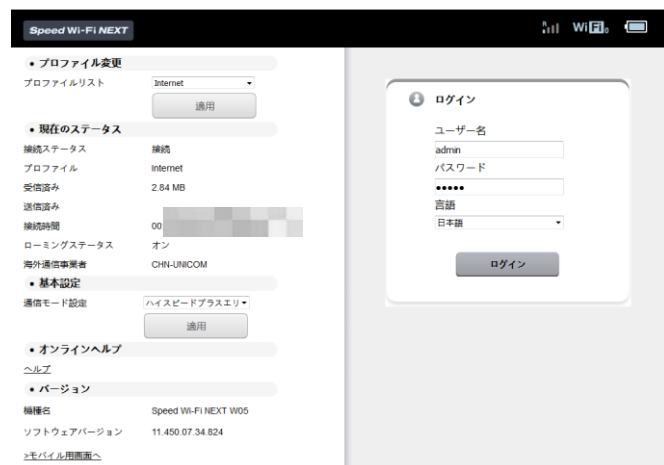 Speed Wi-Fi NEXT
WiFi
• プロファイル変更
プロファイルリスト Internet
適用
• 現在のステータス
接続ステータス 接続
プロファイル Internet
受信済み 2.84 MB
送信済み
接続時間 00
ローミングステータス オン
海外通信事業者 CHN-UNICOM
• 基本設定
通信モード設定 ハイスピードプラスエリ
適用
• オンラインヘルプ
ヘルプ
• バージョン
機種名 Speed Wi-Fi NEXT W05
ソフトウェアバージョン 11.450.07.34.824
>モバイル用画面へ
ログイン
ユーザー名
admin
パスワード
•••••
言語
日本語
ログイン